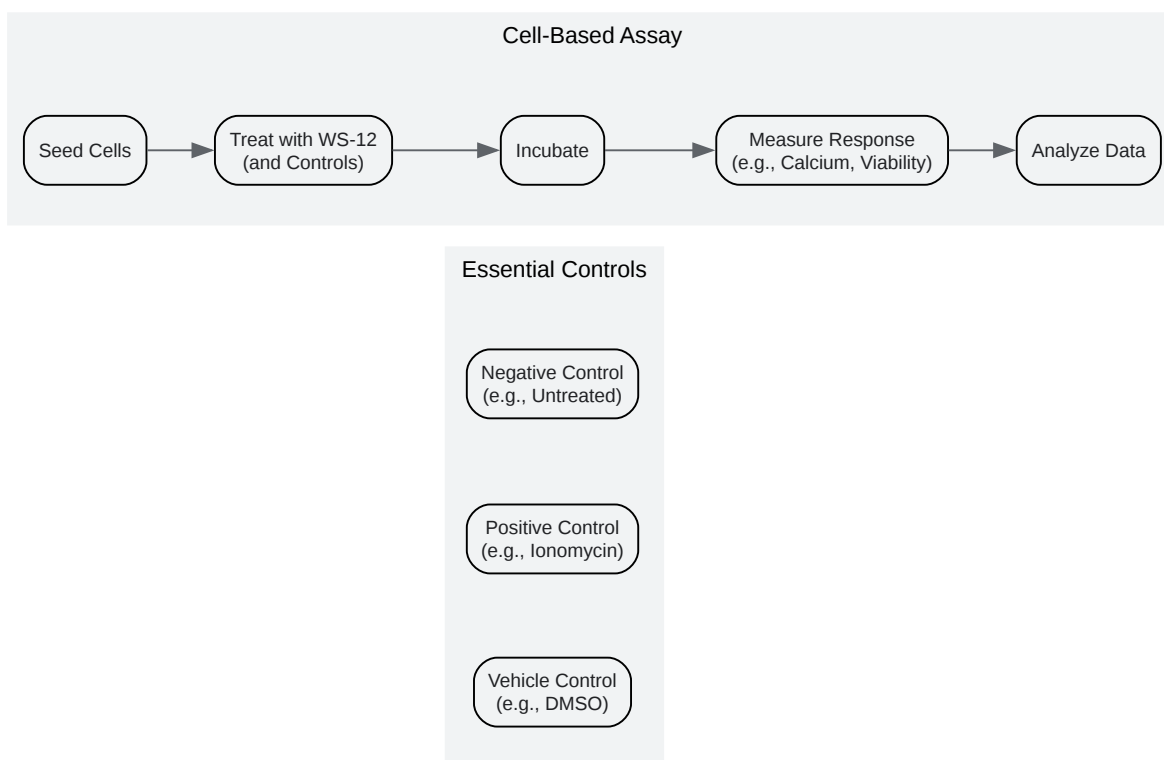 Cell-Based Assay
Seed Cells
Treat with WS-12
(and Controls)
Incubate
Measure Response
(e.g., Calcium, Viability)
Analyze Data
Essential Controls
Negative Control
(e.g., Untreated)
Positive Control
(e.g., Ionomycin)
Vehicle Control
(e.g., DMSO)